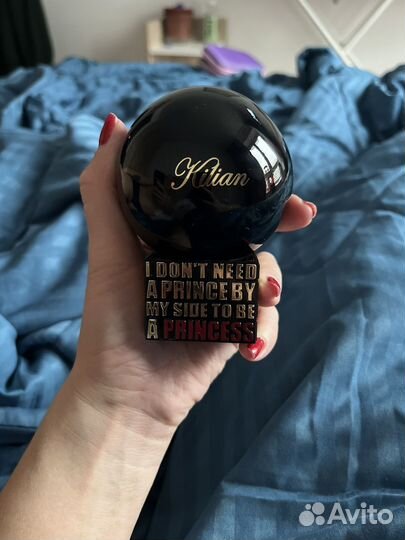 Kilian
I DON'T NEED
A PRINCE BY
MY SIDE TO BE
A PRINCESS
Avito